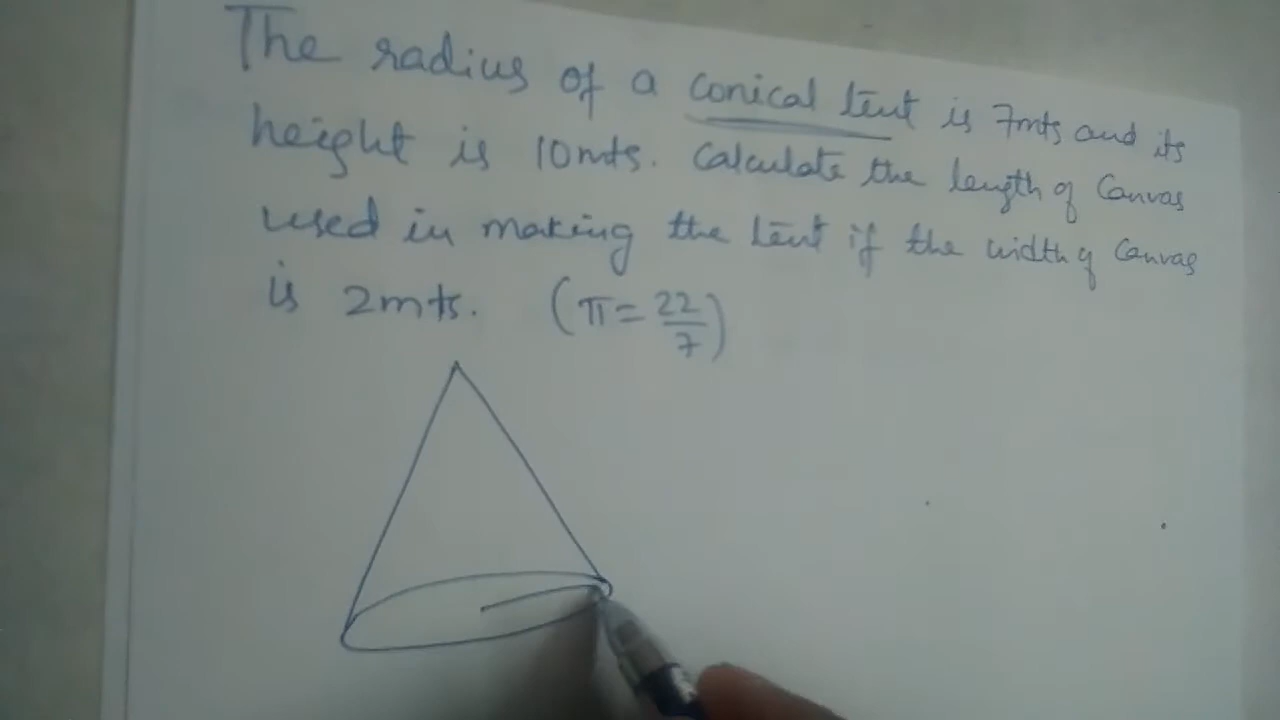 The radius of a conical tent is 7mts and its
height is 10mts. Calculate the length of Canvas
used in making the tent if the width of Canvas
is 2mts. (π = 22/7)